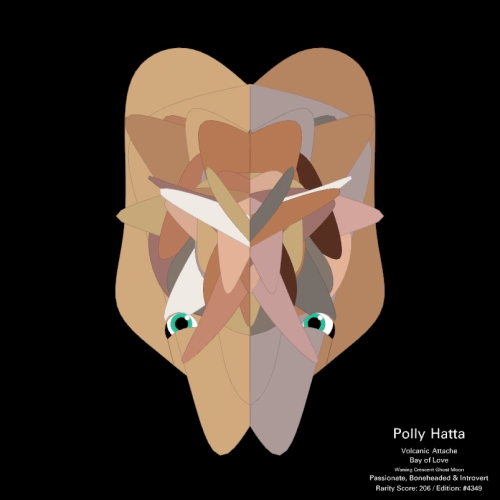 Polly Hatta
Volcanic Attache
Bay of Love
Waning Crescent Ghost Moon
Passionate, Boneheaded & Introvert
Rarity Score: 206 / Edition: #4349